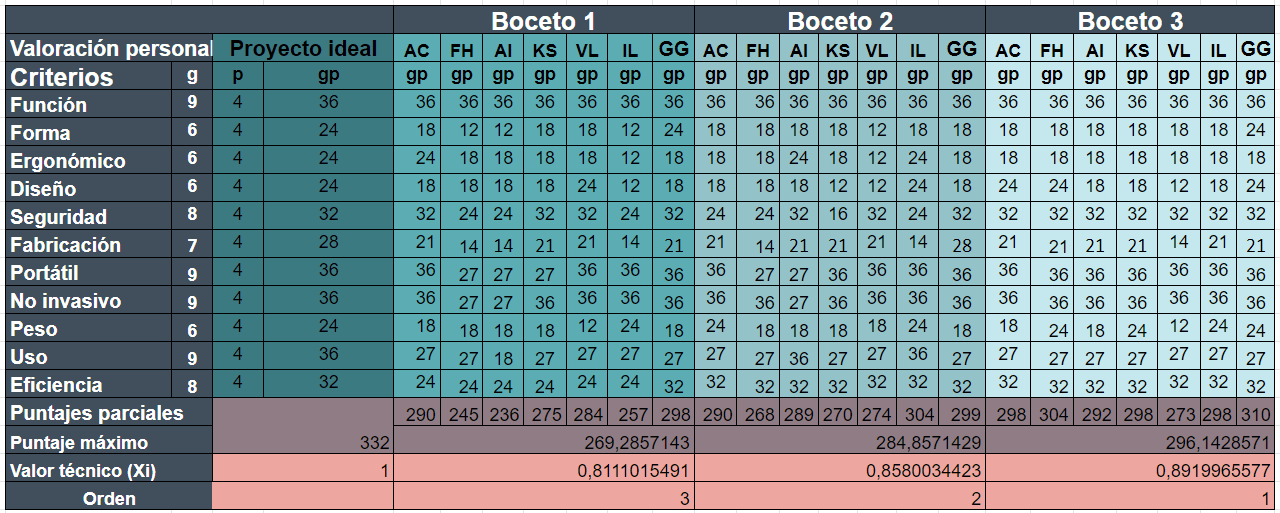 Boceto 1 Boceto 2 Boceto 3
Valoración personal Proyecto ideal AC FH AI KS VL IL GG AC FH AI KS VL IL GG AC FH AI KS VL IL GG
Criterios g p gp gp gp gp gp gp gp gp gp gp gp gp gp gp gp gp gp gp gp gp gp gp gp
Función 9 4 36 36 36 36 36 36 36 36 36 36 36 36 36 36 36 36 36 36 36 36 36 36
Forma 6 4 24 18 12 12 18 18 12 24 18 18 18 18 12 18 18 18 18 18 18 18 18 24
Ergonómico 6 4 24 24 18 18 18 18 12 18 18 18 24 18 12 24 18 18 18 18 18 18 18 18
Diseño 6 4 24 18 18 18 18 24 12 18 18 18 18 12 12 24 18 24 24 18 18 12 18 24
Seguridad 8 4 32 32 24 24 32 32 24 32 24 24 32 16 32 24 32 32 32 32 32 32 32 32
Fabricación 7 4 28 21 14 14 21 21 14 21 21 14 21 21 21 14 28 21 21 21 21 14 21 21
Portátil 9 4 36 36 27 27 27 36 36 36 36 27 27 36 36 36 36 36 36 36 36 36 36 36
No invasivo 9 4 36 36 27 27 36 36 36 36 36 36 27 36 36 36 36 36 36 36 36 36 36 36
Peso 6 4 24 18 18 18 18 12 24 18 24 18 18 18 18 24 18 18 24 18 24 12 24 24
Uso 9 4 36 27 27 18 27 27 27 27 27 27 36 27 27 36 27 27 27 27 27 27 27 27
Eficiencia 8 4 32 24 24 24 24 24 24 32 32 32 32 32 32 32 32 32 32 32 32 32 32 32
Puntajes parciales 290 245 236 275 284 257 298 290 268 289 270 274 304 299 298 304 292 298 273 298 310
Puntaje máximo 332 269,2857143 284,8571429 296,1428571
Valor técnico (Xi) 1 0,8111015491 0,8580034423 0,8919965577
Orden 3 2 1